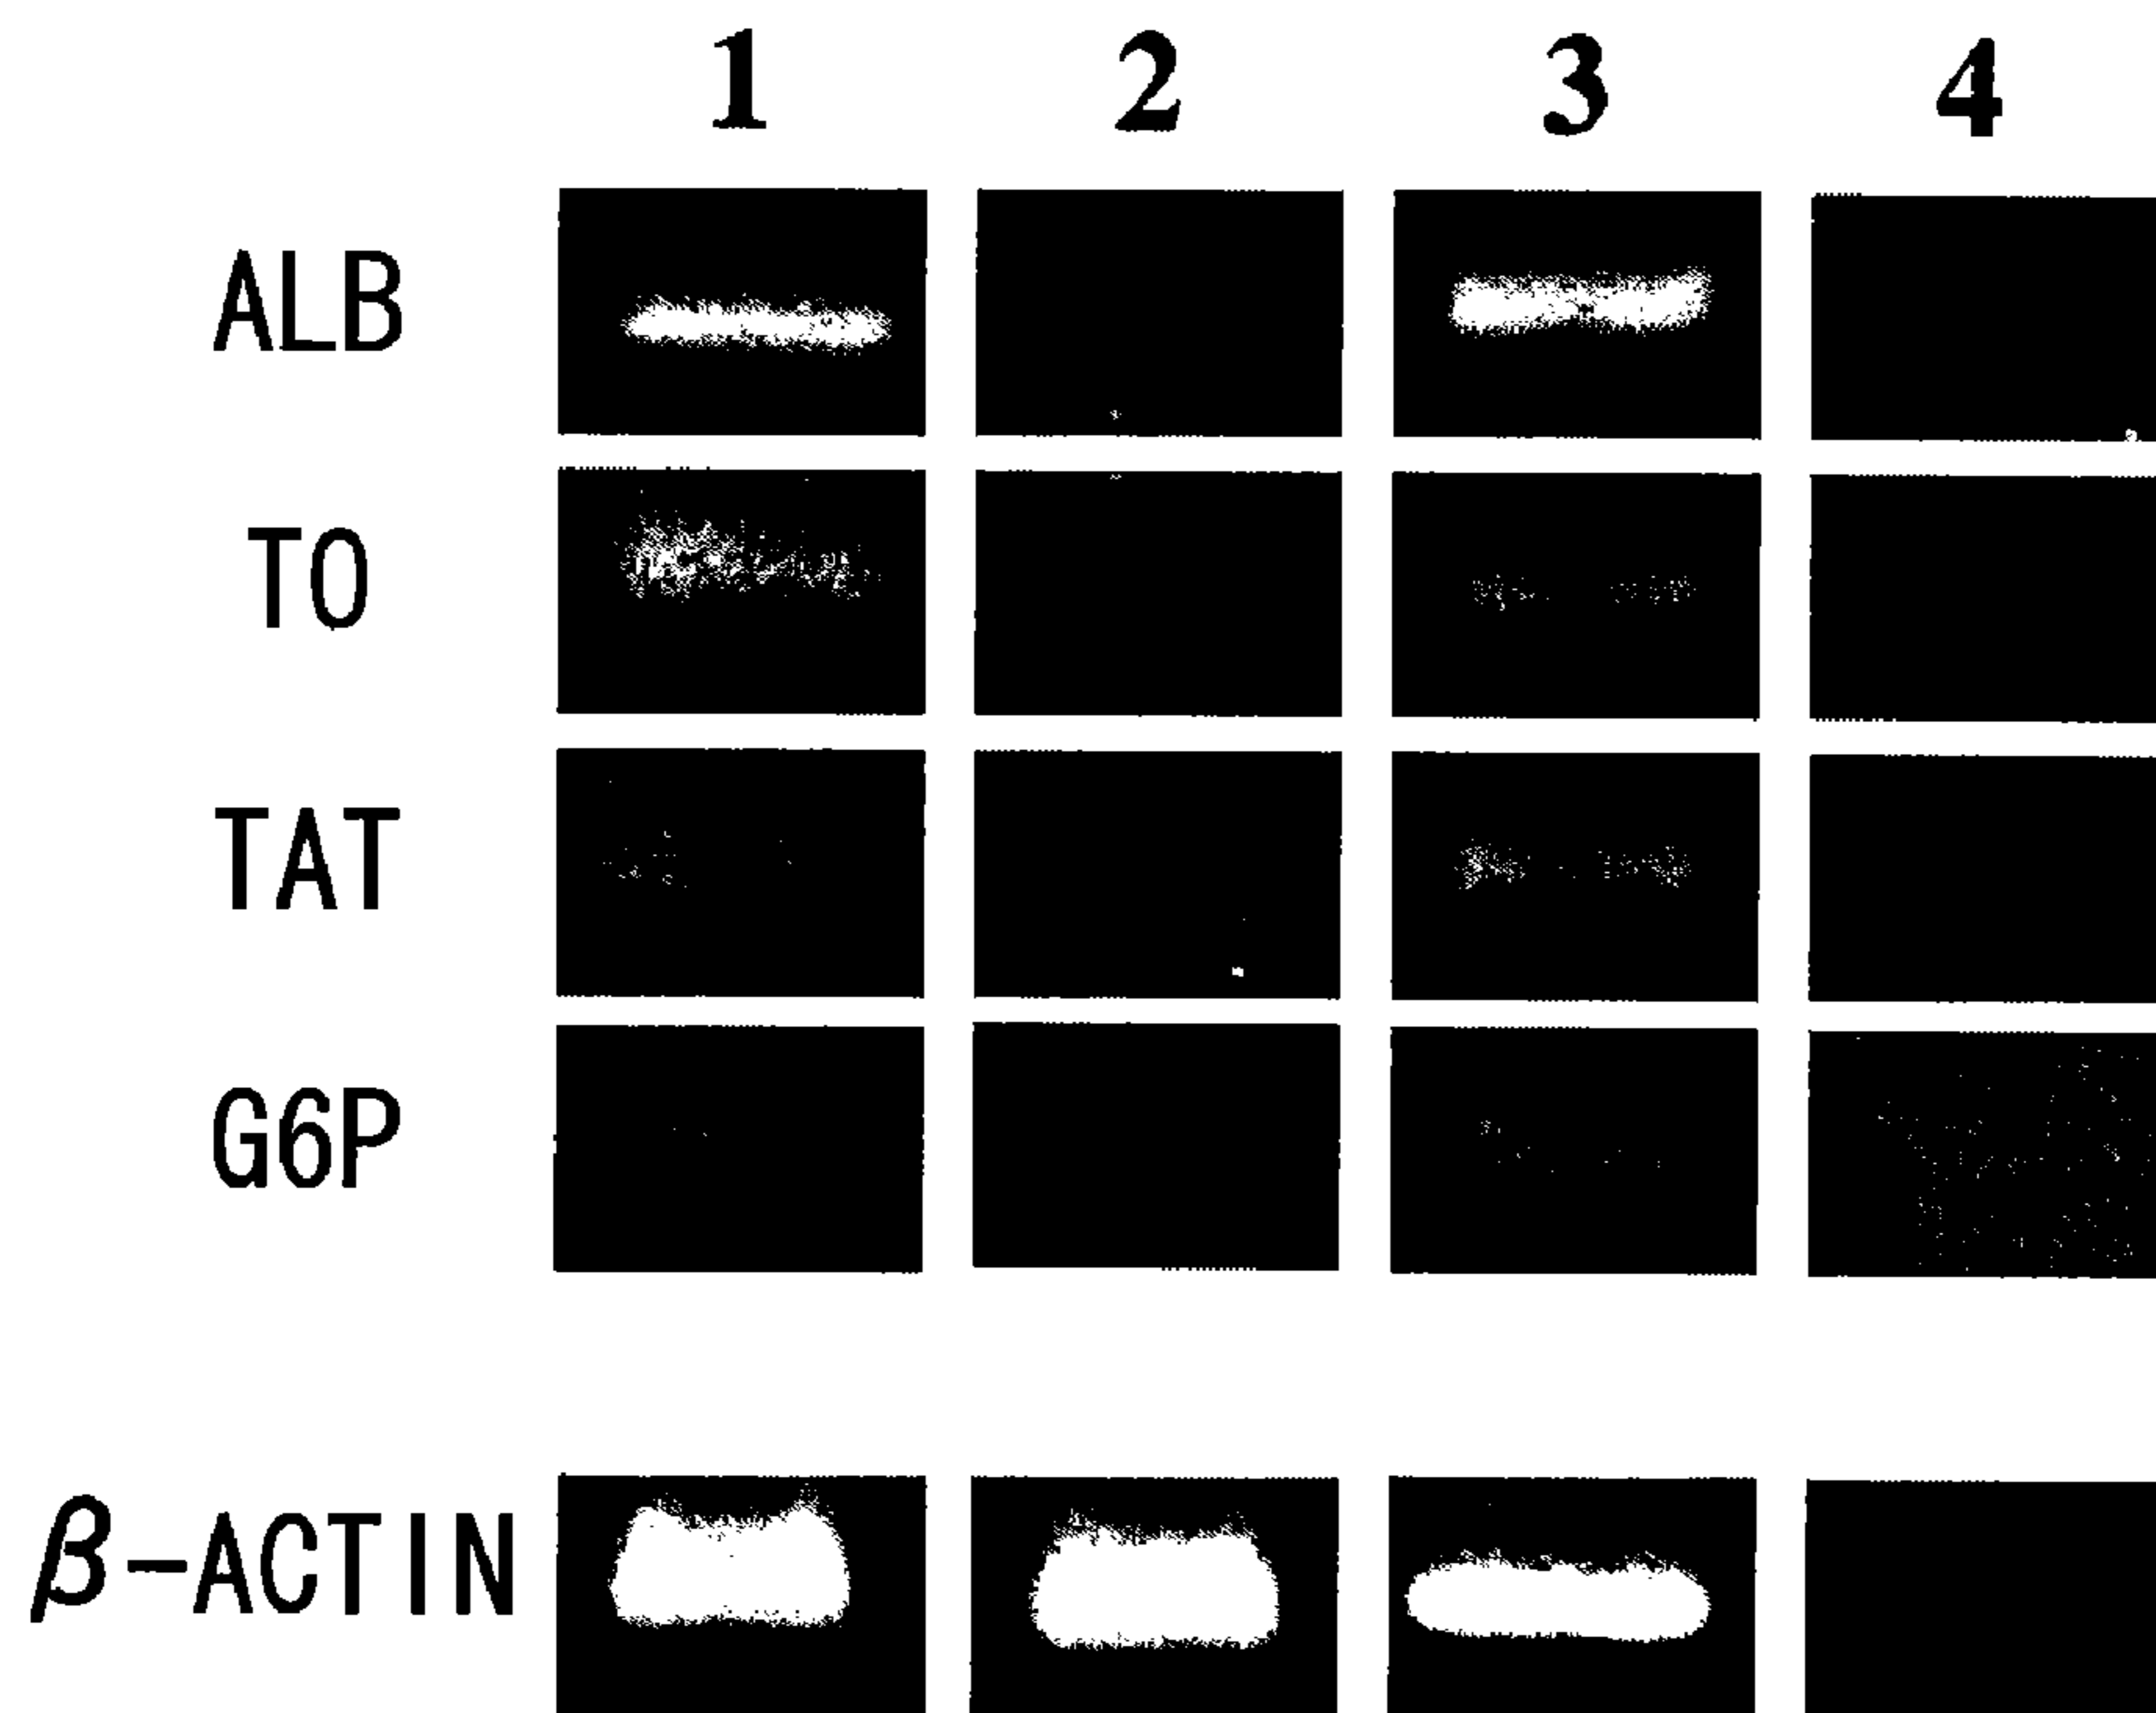 1 2 3 4
ALB
TO
TAT
G6P
β-ACTIN